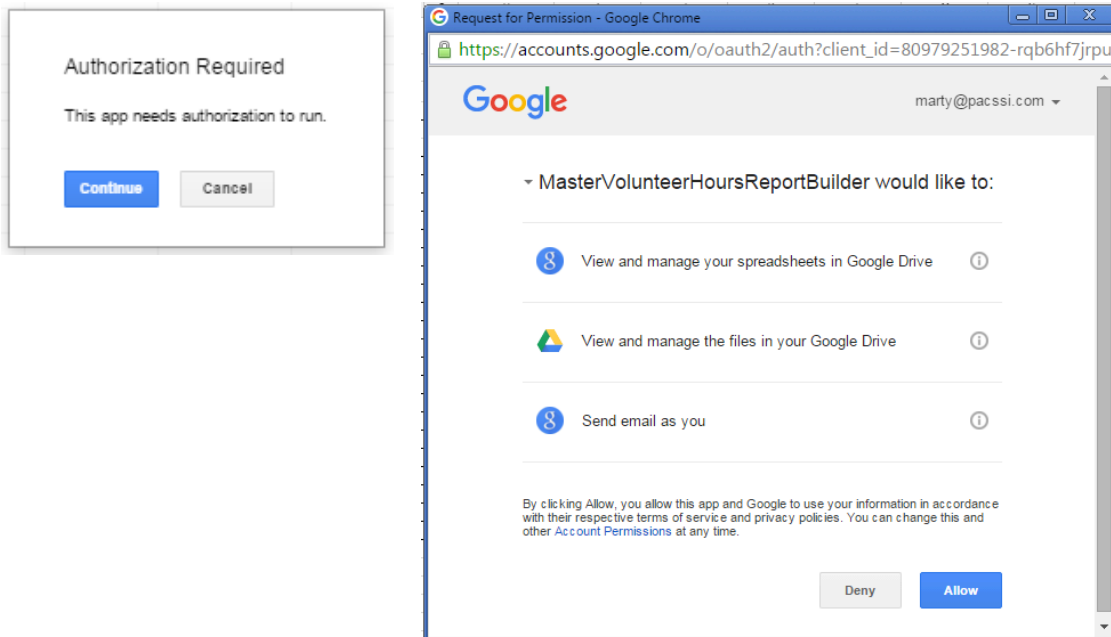 Authorization Required
This app needs authorization to run.
Continue
Cancel
Request for Permission - Google Chrome
https://accounts.google.com/o/oauth2/auth?client_id=80979251982-rqb6hf7jrpu
Google
marty@pacssi.com
MasterVolunteerHoursReportBuilder would like to:
8 View and manage your spreadsheets in Google Drive
View and manage the files in your Google Drive
8 Send email as you
By clicking Allow, you allow this app and Google to use your information in accordance
with their respective terms of service and privacy policies. You can change this and
other Account Permissions at any time.
Deny
Allow